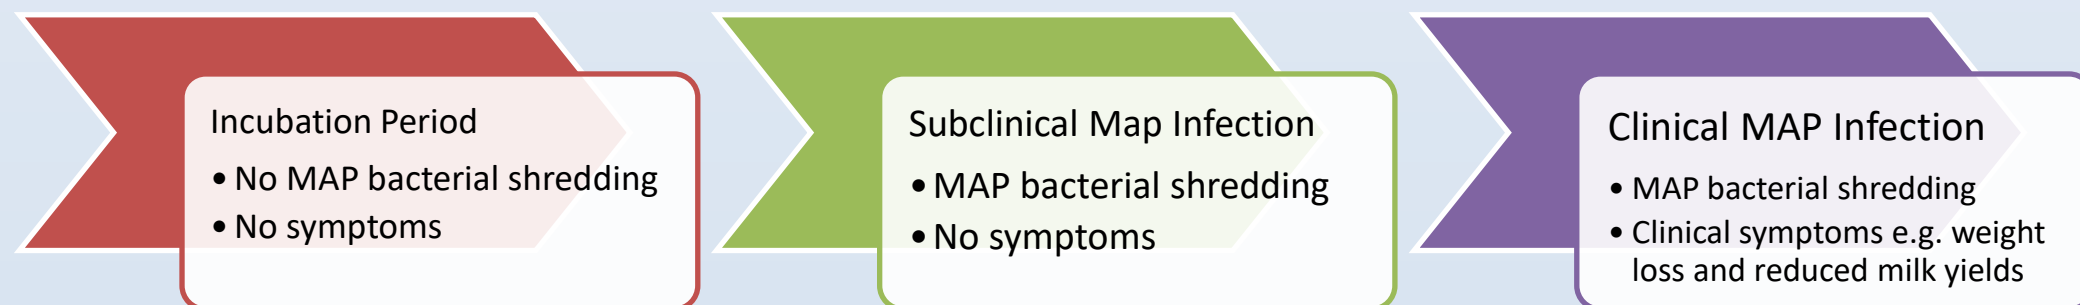 Incubation Period
• No MAP bacterial shredding
• No symptoms
Subclinical Map Infection
• MAP bacterial shredding
• No symptoms
Clinical MAP Infection
• MAP bacterial shredding
• Clinical symptoms e.g. weight
loss and reduced milk yields